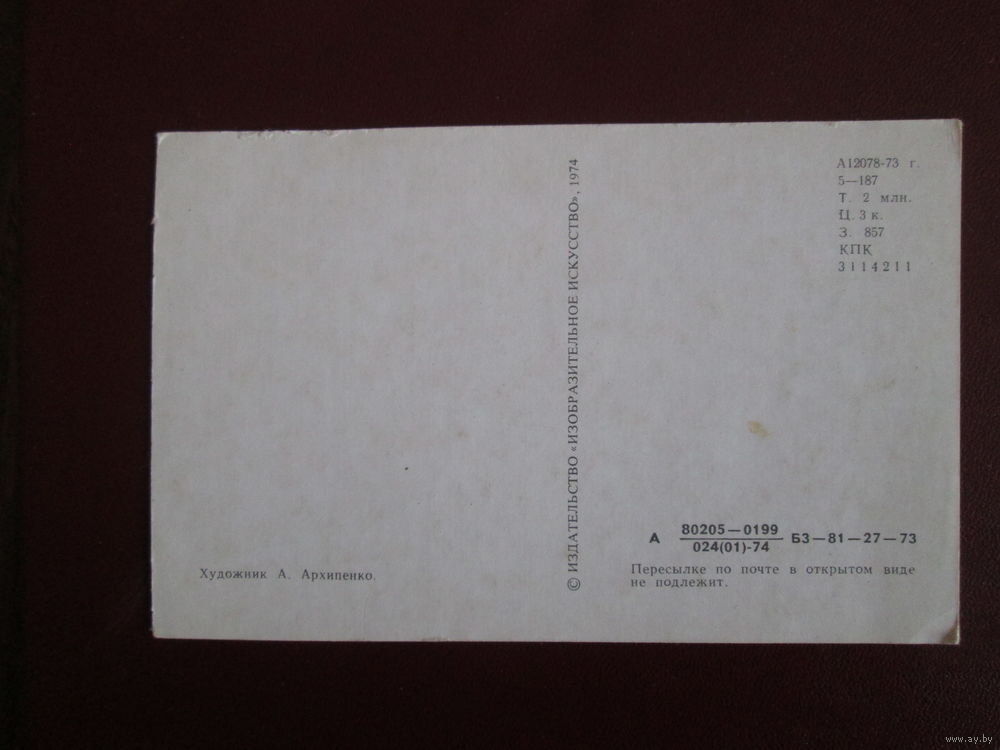 А12078-73 г.
5—187
Т. 2 млн.
Ц. 3 к.
З. 857
КПК
3114211
© ИЗДАТЕЛЬСТВО «ИЗОБРАЗИТЕЛЬНОЕ ИСКУССТВО», 1974
А 80205—0199 БЗ—81—27—73
024(01)-74
Пересылке по почте в открытом виде
не подлежит.
Художник А. Архипенко.
www.ay.by